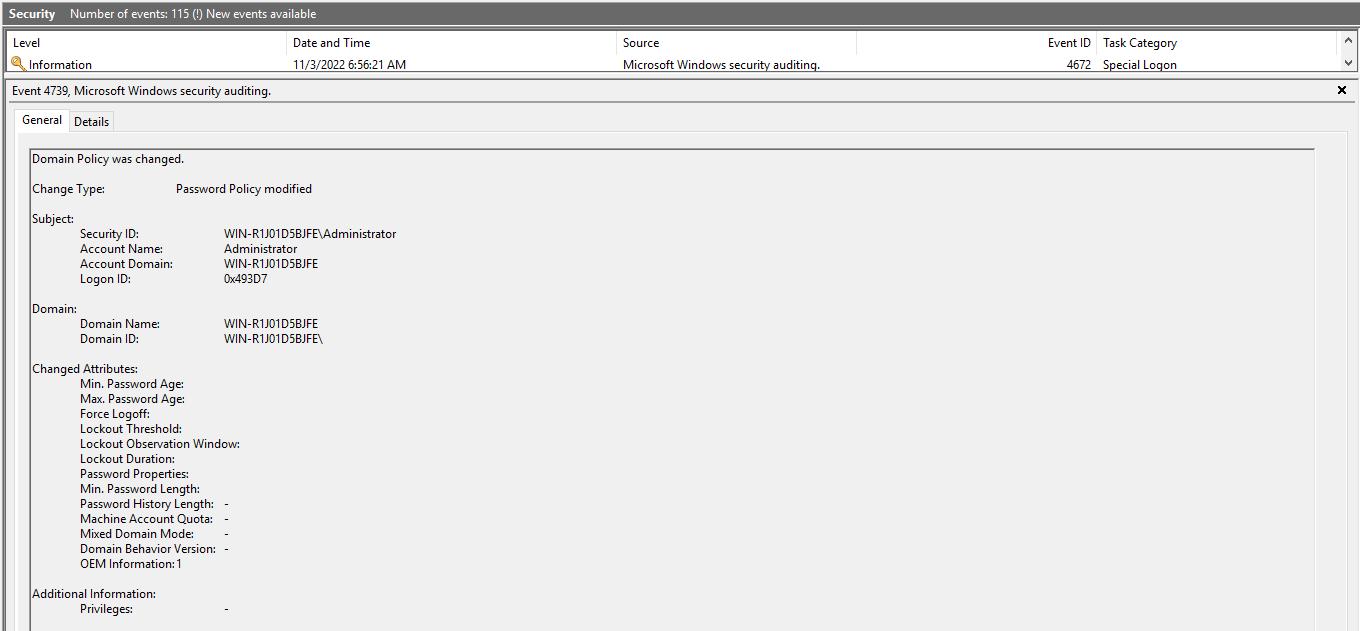 Security Number of events: 115 (!) New events available
Level Date and Time Source Event ID Task Category
Information 11/3/2022 6:56:21 AM Microsoft Windows security auditing. 4672 Special Logon
Event 4739, Microsoft Windows security auditing.
General Details
Domain Policy was changed.
Change Type: Password Policy modified
Subject:
Security ID: WIN-R1J01D5BJFE\Administrator
Account Name: Administrator
Account Domain: WIN-R1J01D5BJFE
Logon ID: 0x493D7
Domain:
Domain Name: WIN-R1J01D5BJFE
Domain ID: WIN-R1J01D5BJFE\
Changed Attributes:
Min. Password Age:
Max. Password Age:
Force Logoff:
Lockout Threshold:
Lockout Observation Window:
Lockout Duration:
Password Properties:
Min. Password Length:
Password History Length: -
Machine Account Quota: -
Mixed Domain Mode: -
Domain Behavior Version: -
OEM Information: 1
Additional Information:
Privileges: -